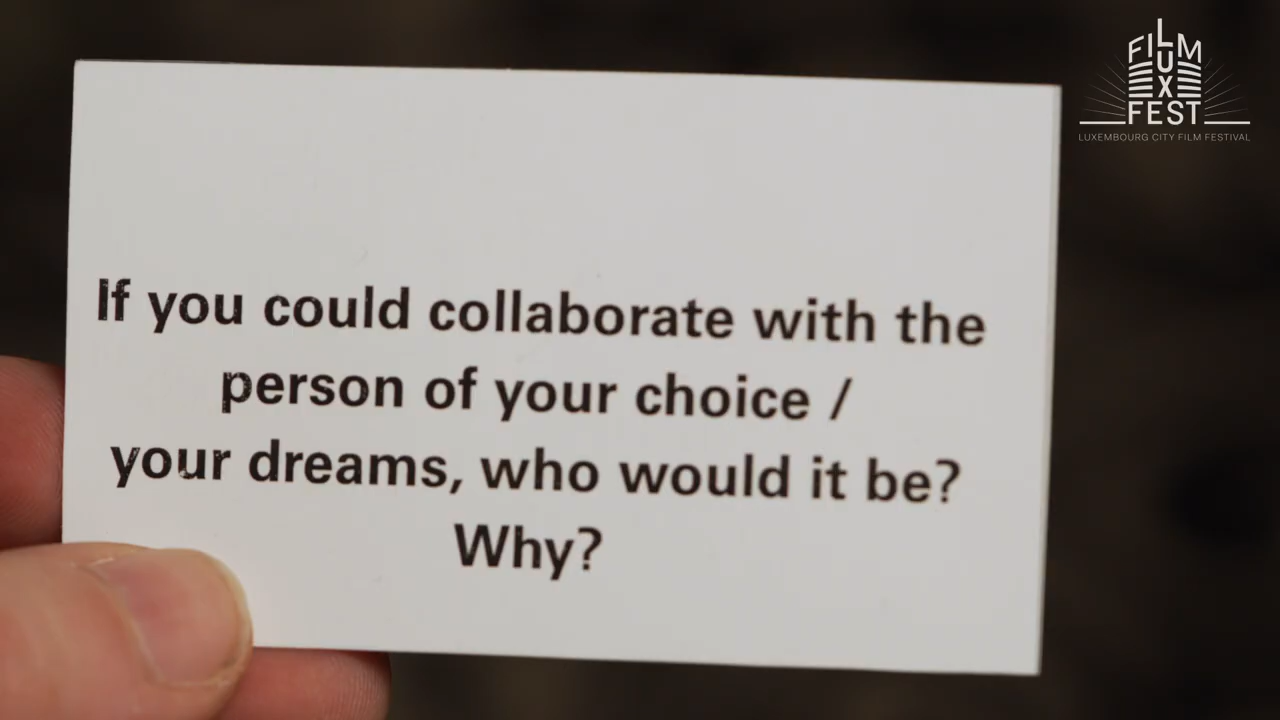 If you could collaborate with the
person of your choice /
your dreams, who would it be?
Why?
FILM
LUX
FEST
LUXEMBOURG CITY FILM FESTIVAL